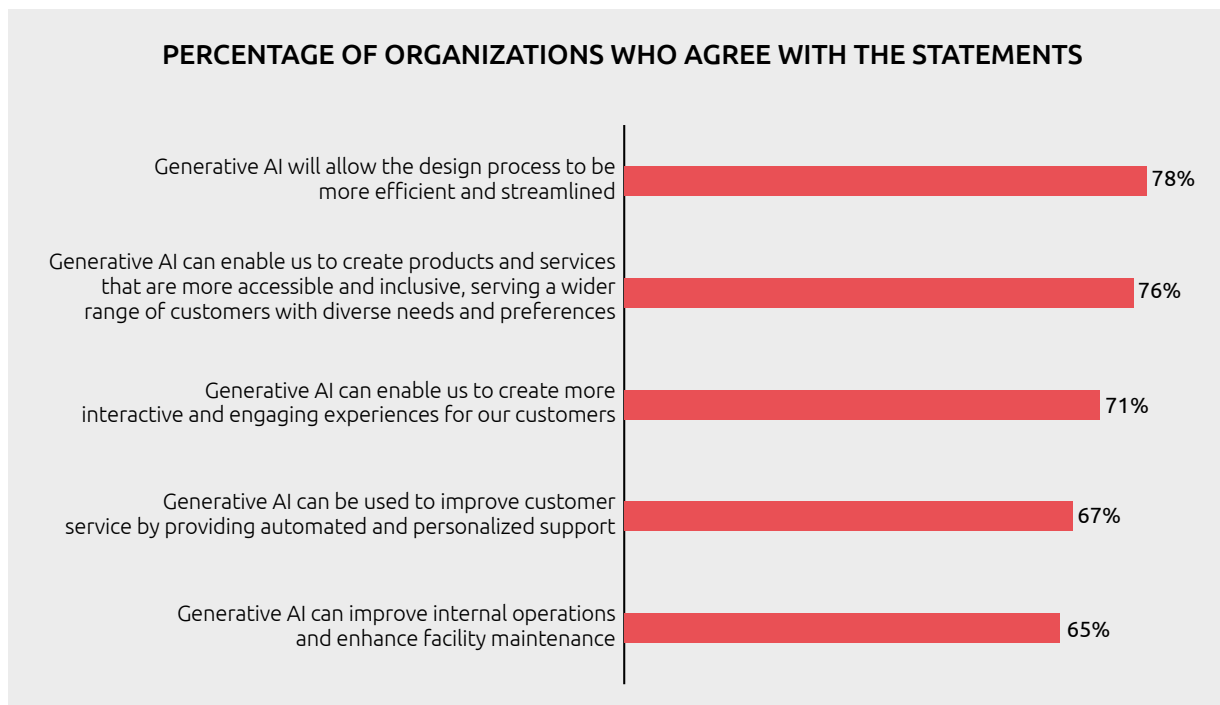 PERCENTAGE OF ORGANIZATIONS WHO AGREE WITH THE STATEMENTS
Generative AI will allow the design process to be
more efficient and streamlined
78%
Generative AI can enable us to create products and services
that are more accessible and inclusive, serving a wider
range of customers with diverse needs and preferences
76%
Generative AI can enable us to create more
interactive and engaging experiences for our customers
71%
Generative AI can be used to improve customer
service by providing automated and personalized support
67%
Generative AI can improve internal operations
and enhance facility maintenance
65%